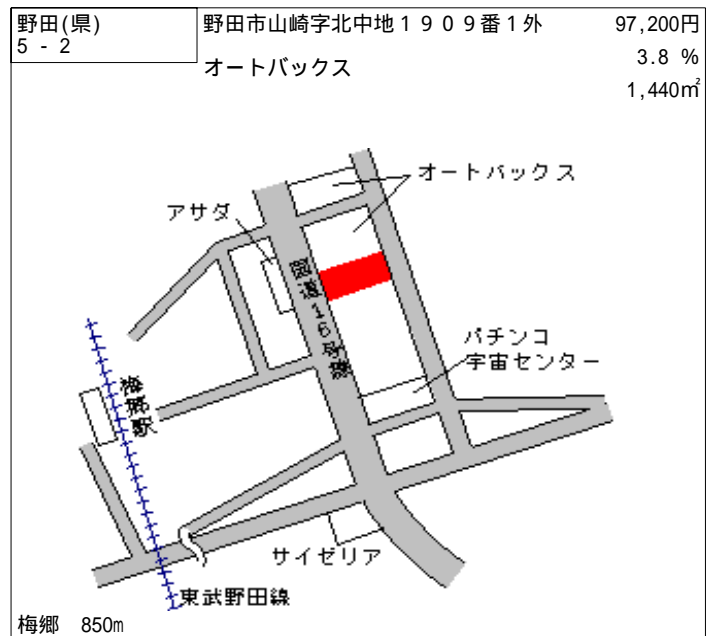 野田(県)
5 - 2
野田市山崎字北中地１９０９番１外
97,200円
オートバックス
3.8 %
1,440㎡
オートバックス
アサダ
国道16号線
パチンコ
宇宙センター
梅郷駅
サイゼリア
東武野田線
梅郷 850m